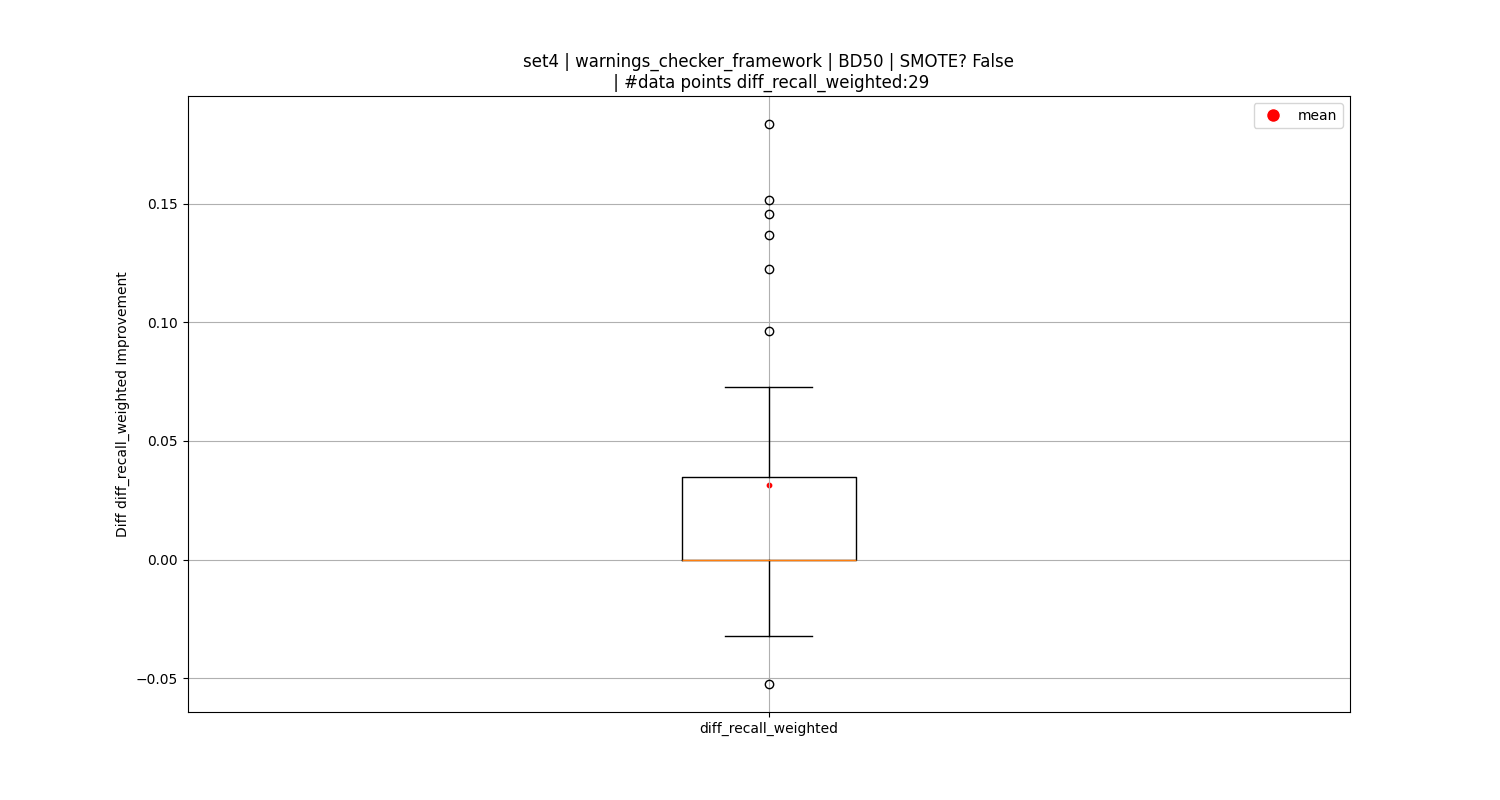 set4 | warnings_checker_framework | BD50 | SMOTE? False
| #data points diff_recall_weighted:29
mean
0.15
0.10
0.05
0.00
−0.05
Diff diff_recall_weighted Improvement
diff_recall_weighted